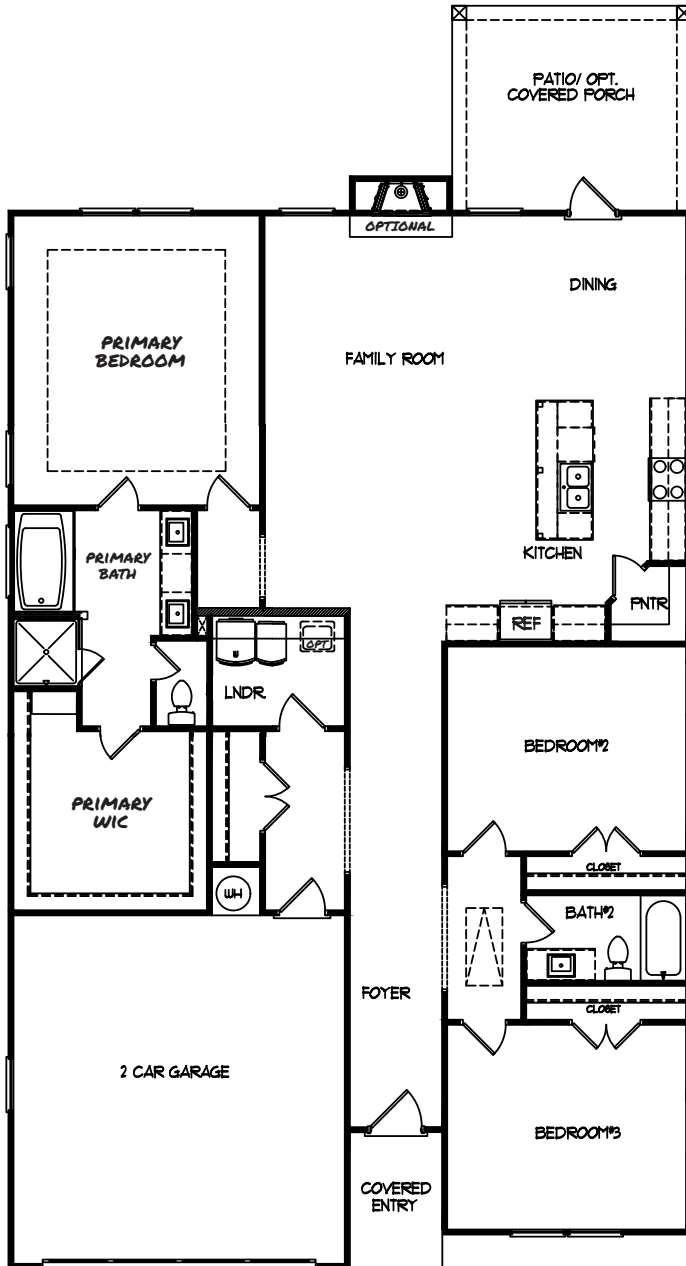 PATIO/ OPT.
COVERED PORCH
OPTIONAL
DINING
PRIMARY
BEDROOM
FAMILY ROOM
KITCHEN
PRIMARY
BATH
PNTR
REF
OPT
LNDR
BEDROOM#2
PRIMARY
WIC
CLOSET
WH
BATH#2
FOYER
CLOSET
2 CAR GARAGE
BEDROOM#3
COVERED
ENTRY